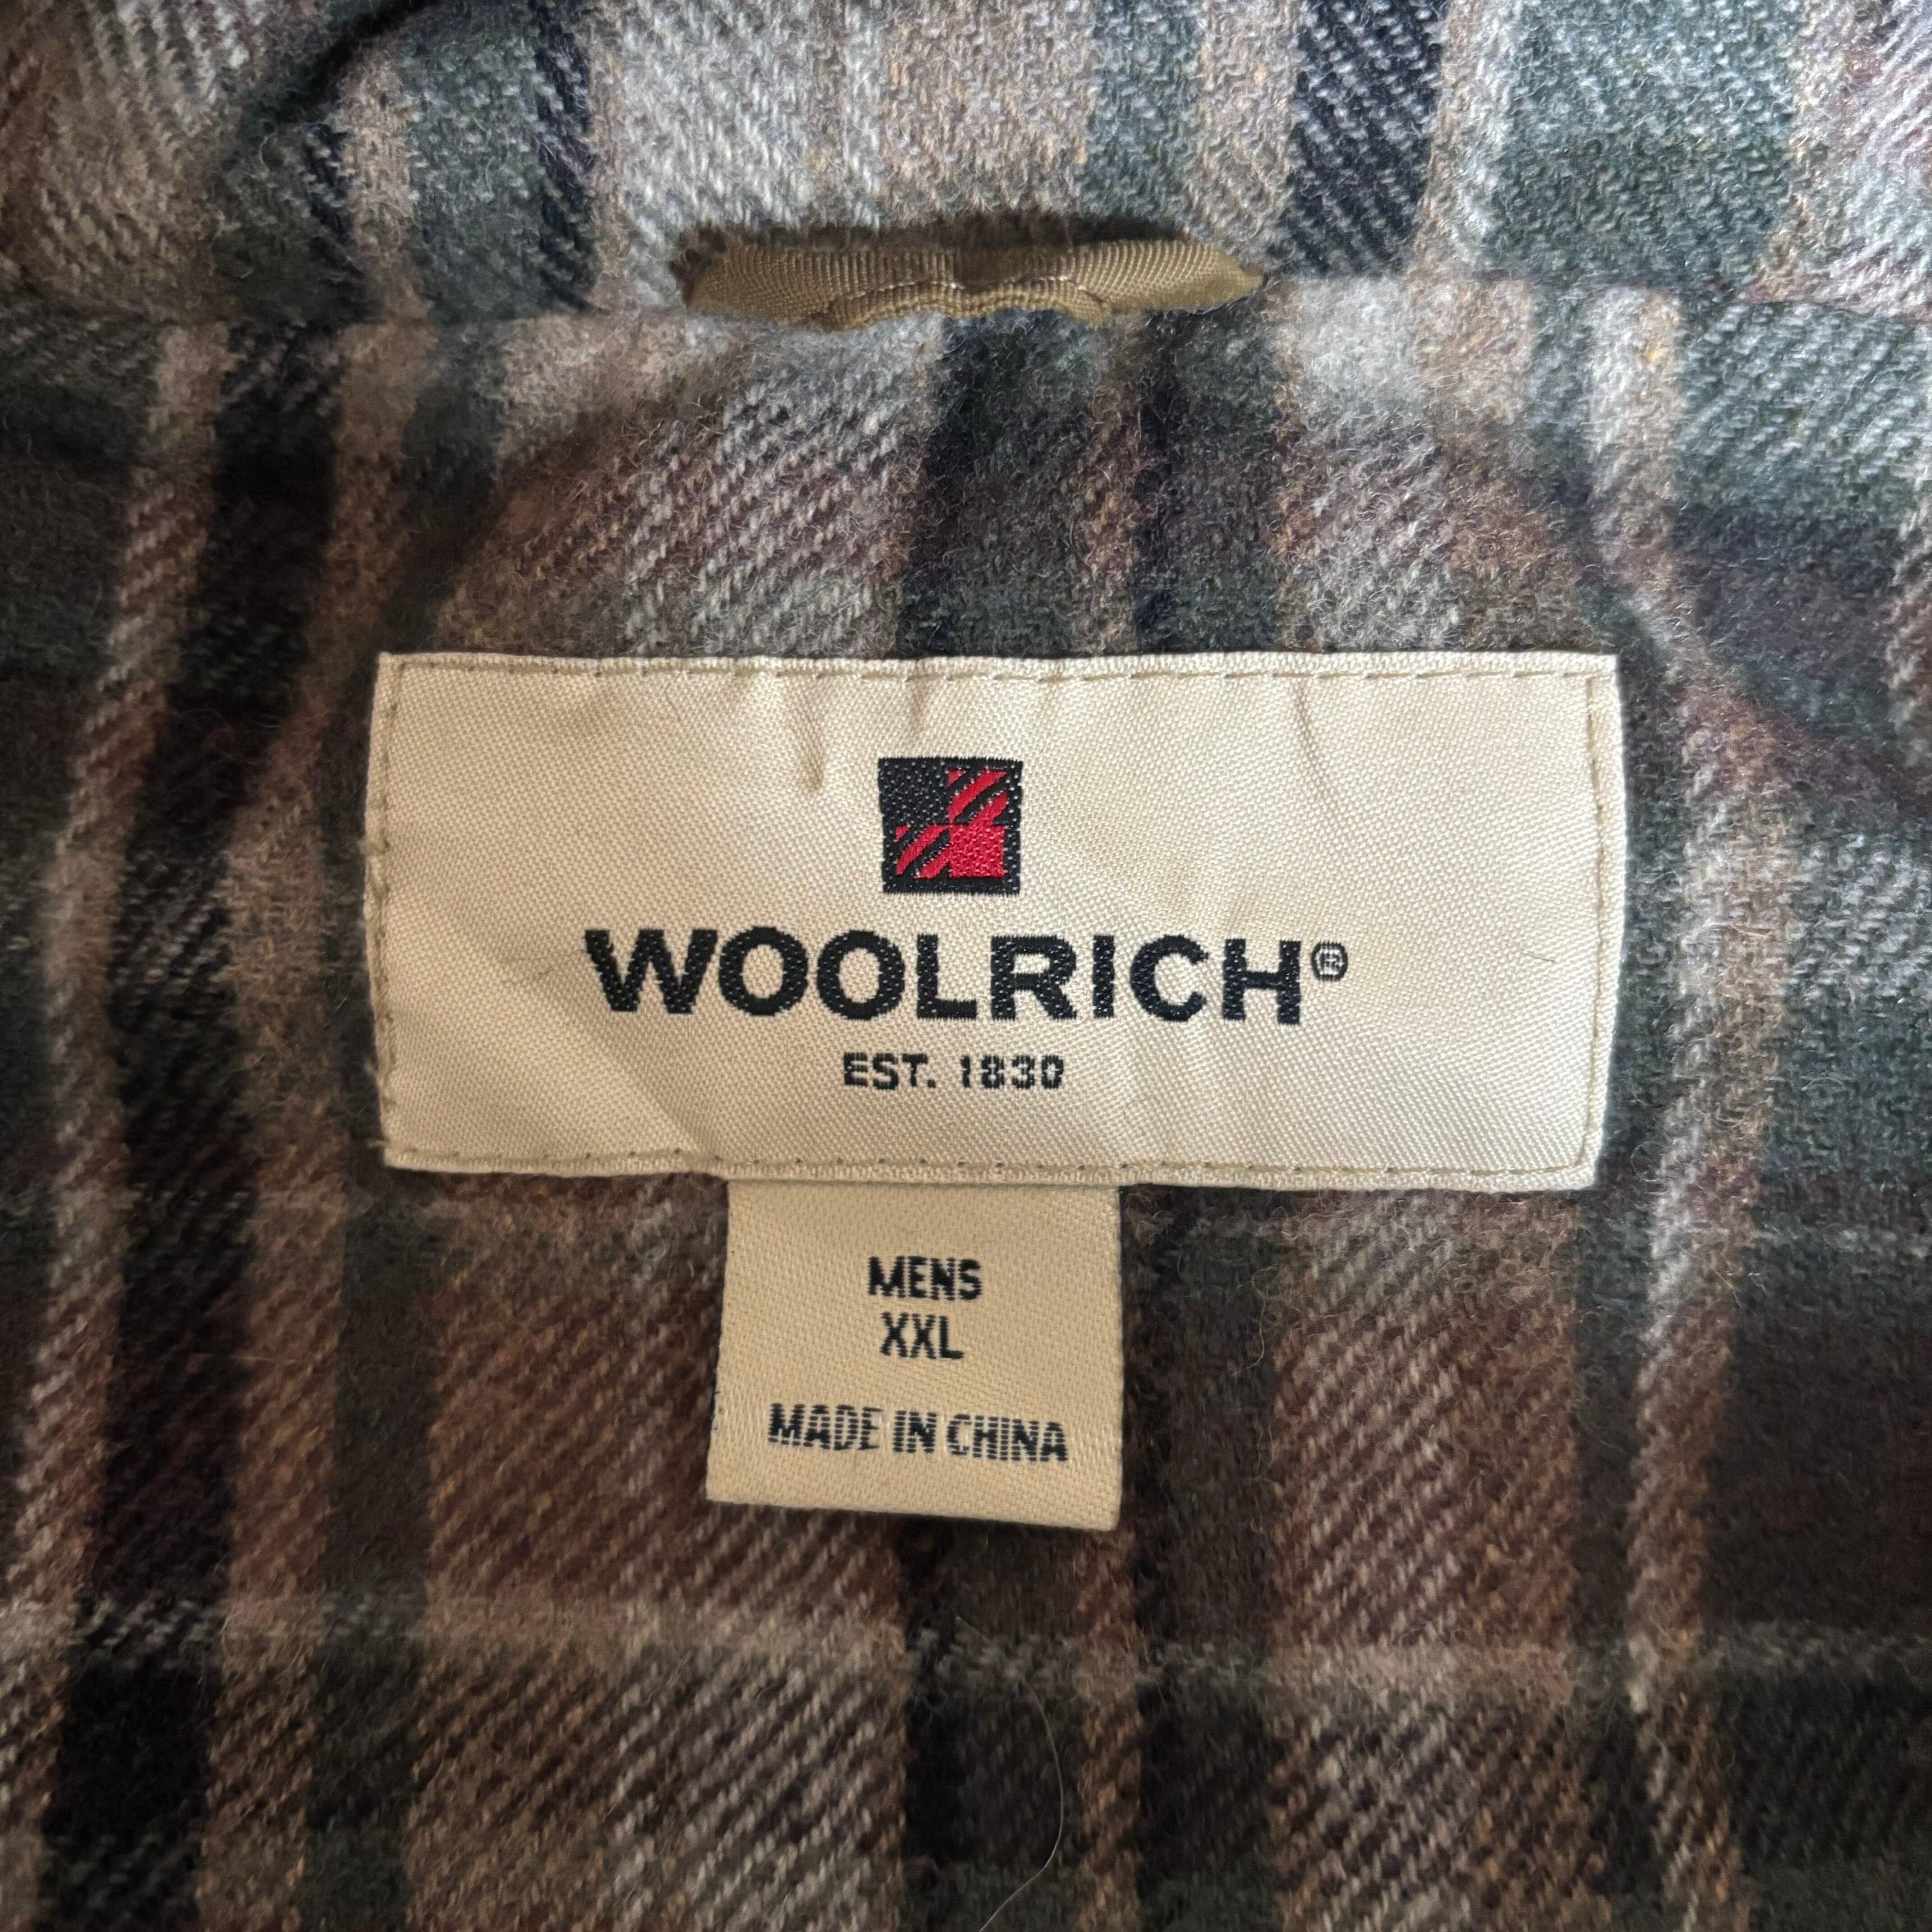 WOOLRICH®
EST. 1830
MENS
XXL
MADE IN CHINA